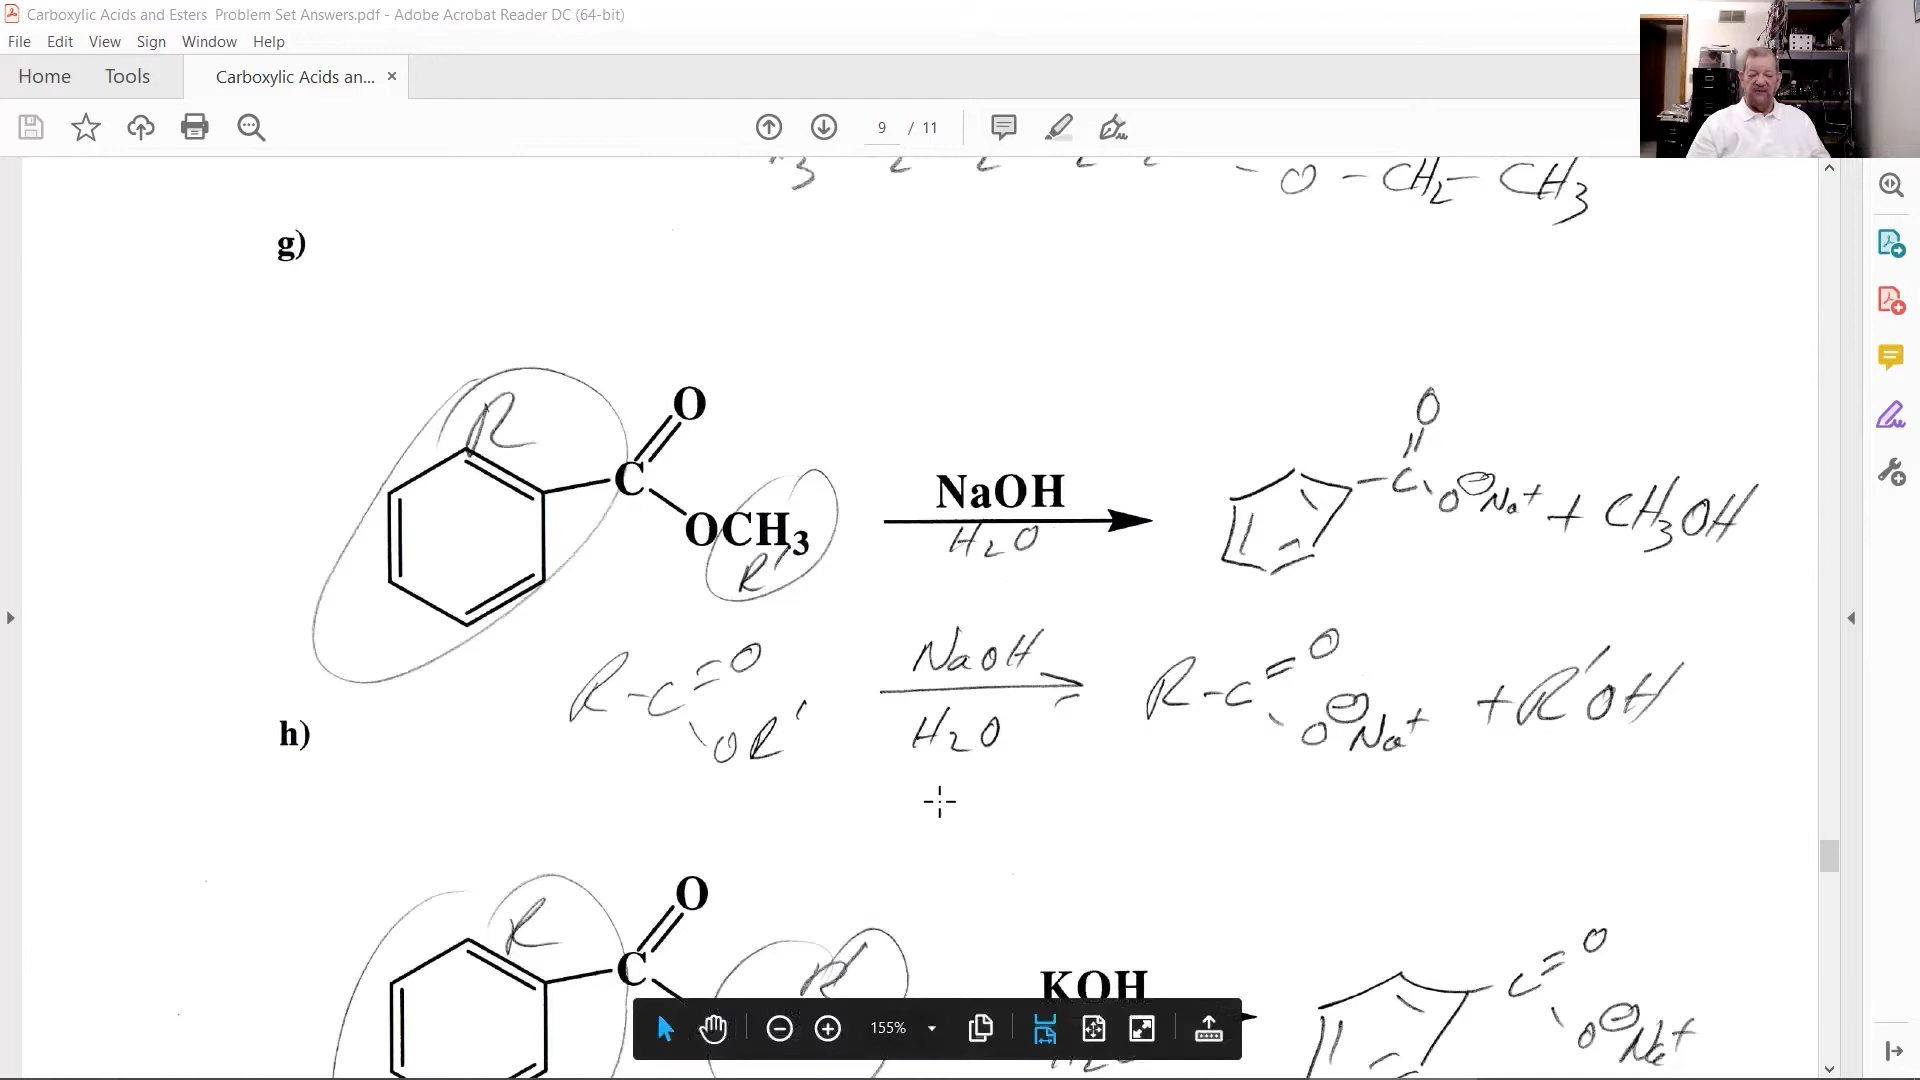 Carboxylic Acids and Esters Problem Set Answers.pdf - Adobe Acrobat Reader DC (64-bit)
File Edit View Sign Window Help
Home Tools Carboxylic Acids an... ×
9 / 11
O - CH2 - CH3
g)
R
O
C
OCH3
R'
NaOH
H2O
O
C
O⊖Na+ + CH3OH
R-C=O
OR'
NaOH
H2O
R-C=O
O⊖Na+ + R'OH
h)
R
O
C
R'
KOH
C=O
O⊖Na+
155%